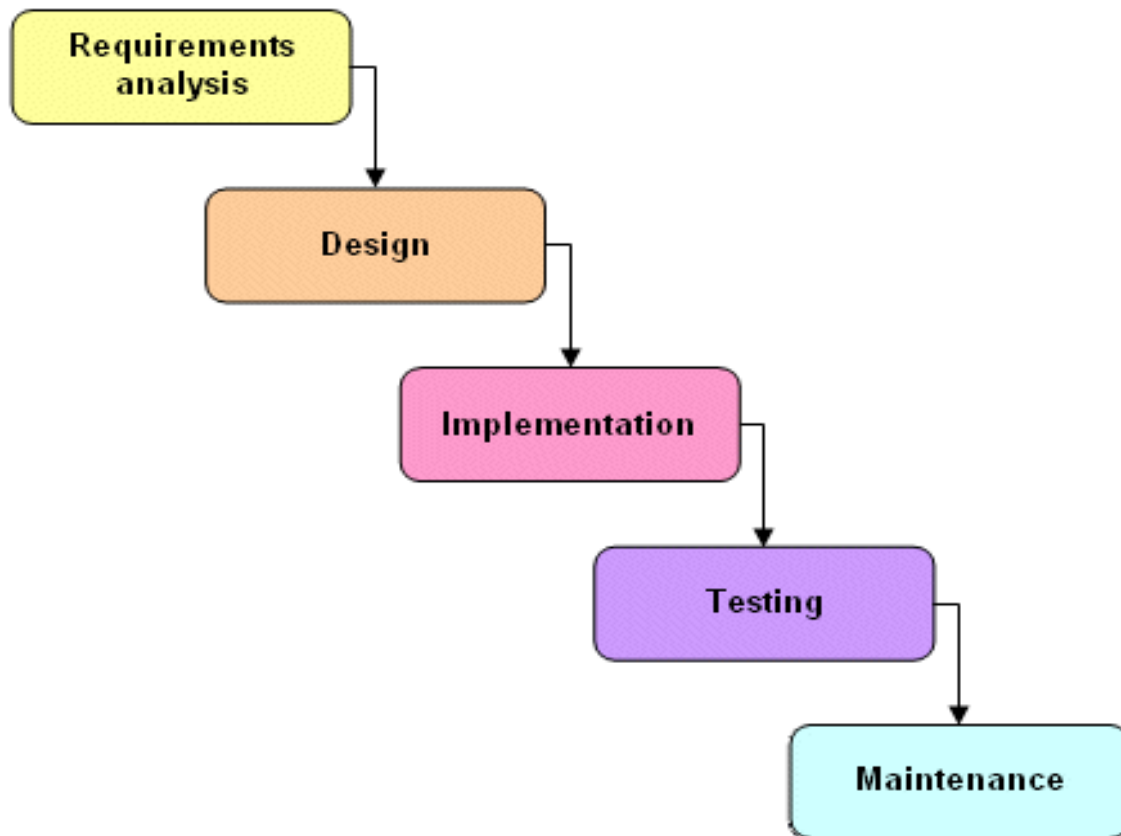 Requirements
analysis
Design
Implementation
Testing
Maintenance